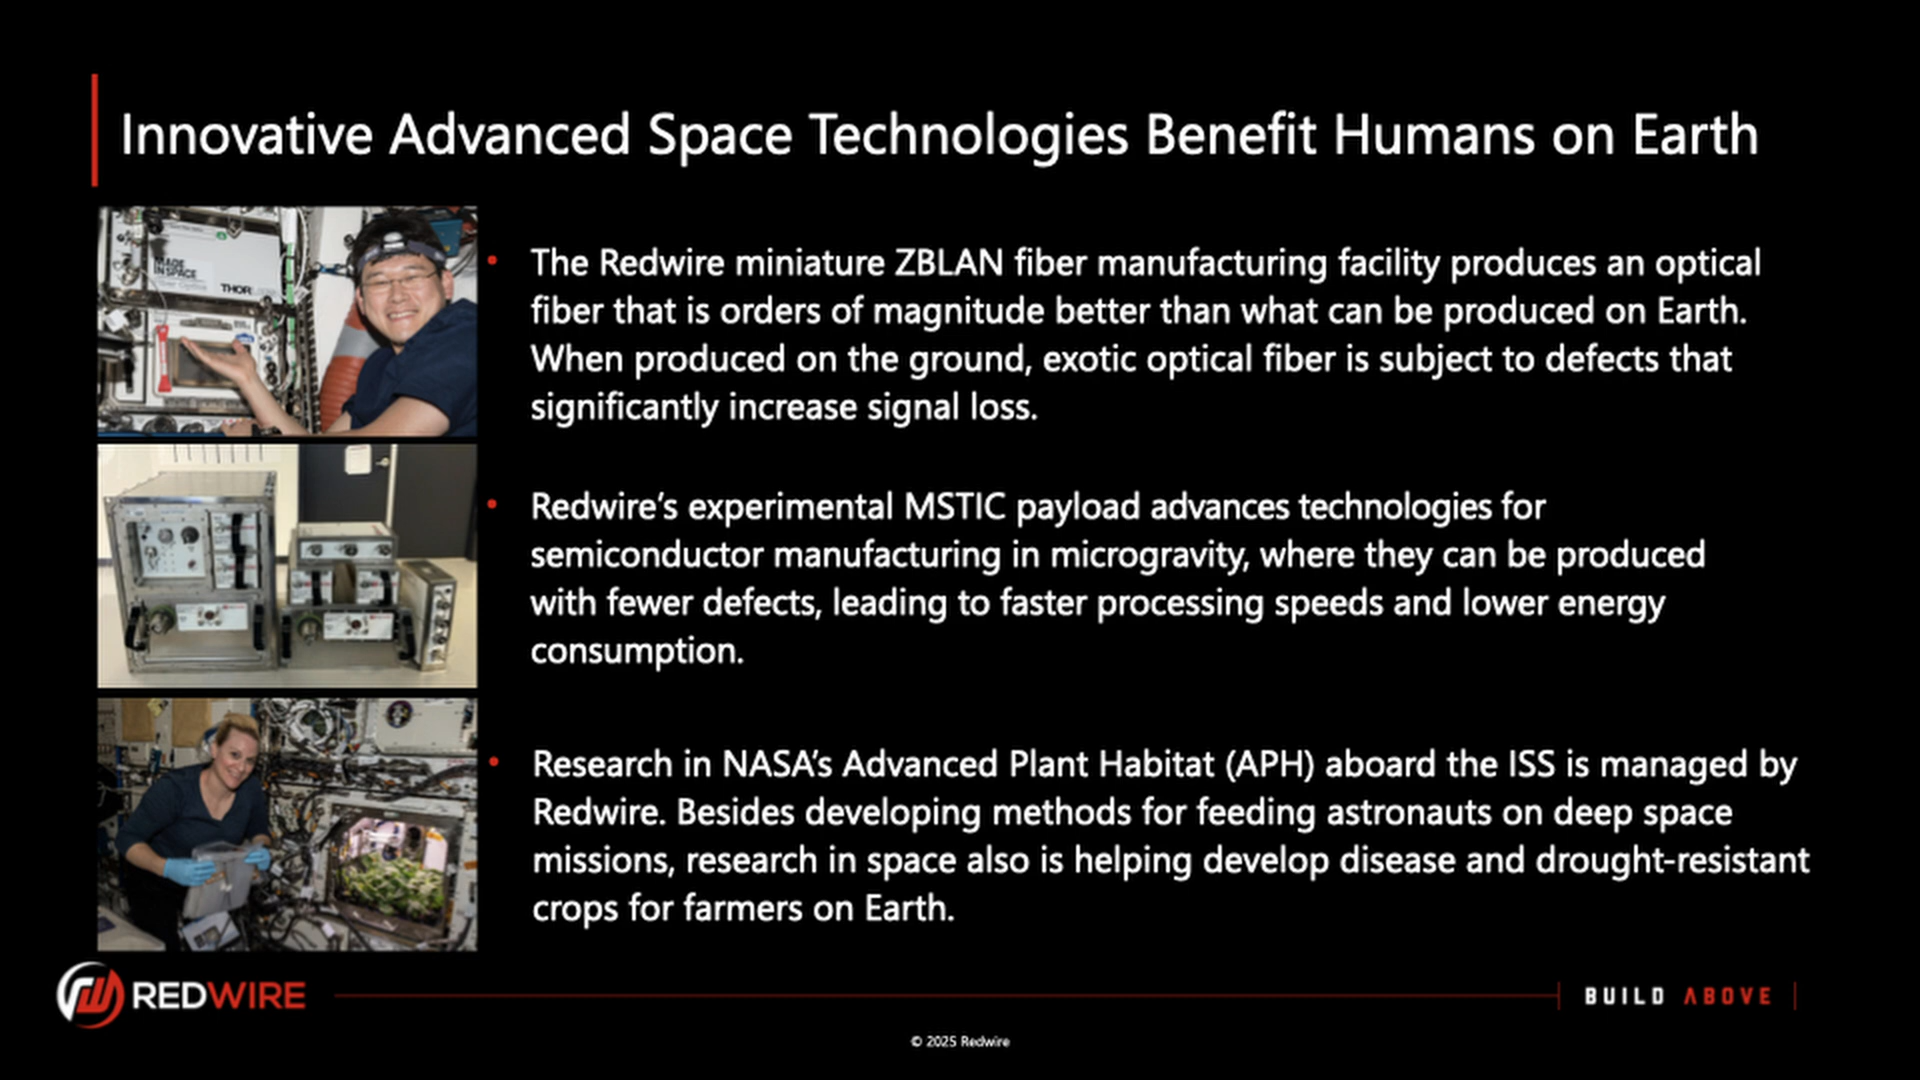 Innovative Advanced Space Technologies Benefit Humans on Earth
MADE
INSPACE
THOR
• The Redwire miniature ZBLAN fiber manufacturing facility produces an optical
fiber that is orders of magnitude better than what can be produced on Earth.
When produced on the ground, exotic optical fiber is subject to defects that
significantly increase signal loss.
• Redwire’s experimental MSTIC payload advances technologies for
semiconductor manufacturing in microgravity, where they can be produced
with fewer defects, leading to faster processing speeds and lower energy
consumption.
• Research in NASA’s Advanced Plant Habitat (APH) aboard the ISS is managed by
Redwire. Besides developing methods for feeding astronauts on deep space
missions, research in space also is helping develop disease and drought-resistant
crops for farmers on Earth.
REDWIRE
BUILD ABOVE
© 2025 Redwire